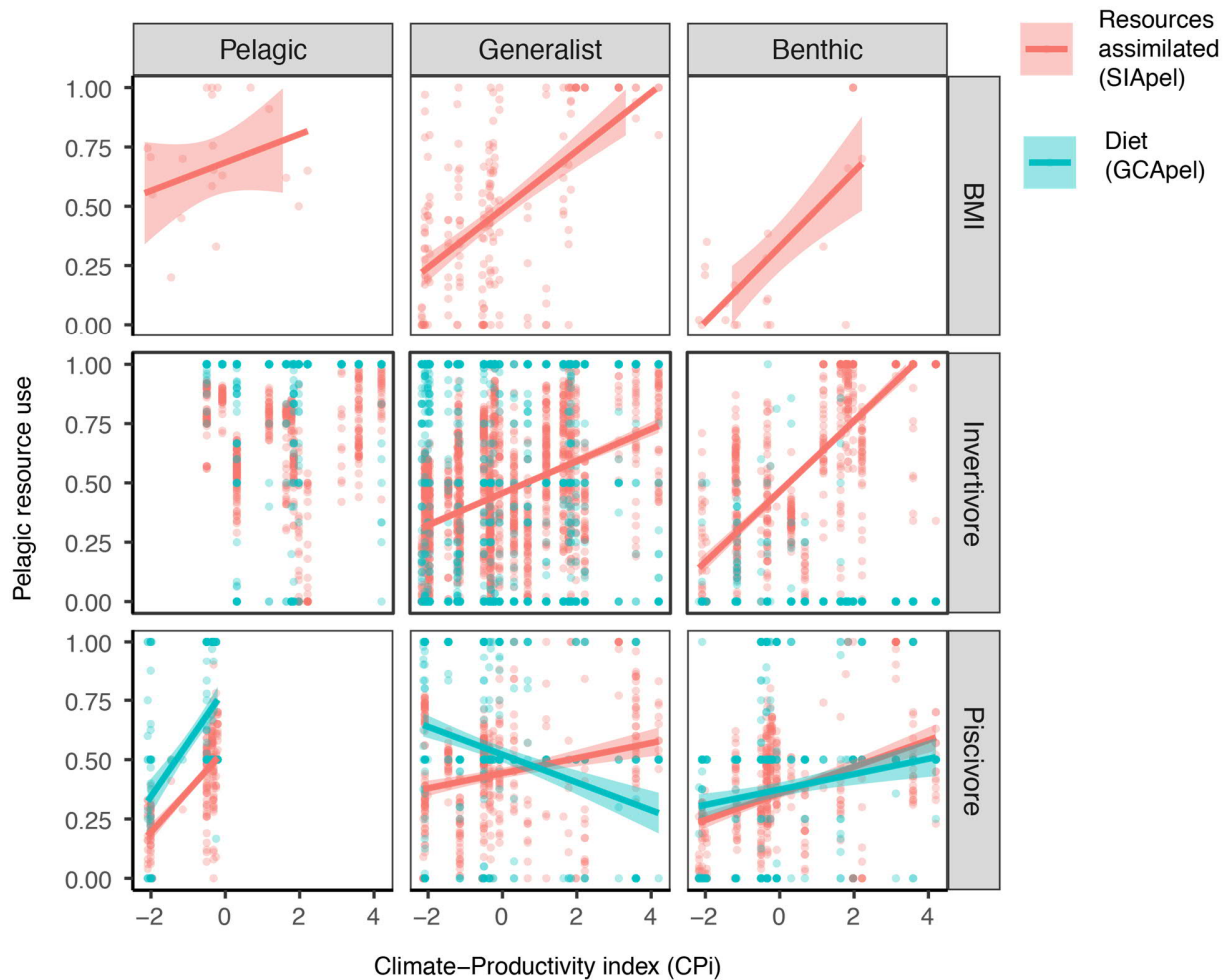 Pelagic
Generalist
Benthic
Resources
assimilated
(SIApel)
Diet
(GCApel)
1.00
0.75
0.50
0.25
0.00
BMI
Pelagic resource use
1.00
0.75
0.50
0.25
0.00
Invertivore
1.00
0.75
0.50
0.25
0.00
Piscivore
−2 0 2 4
−2 0 2 4
−2 0 2 4
Climate−Productivity index (CPi)